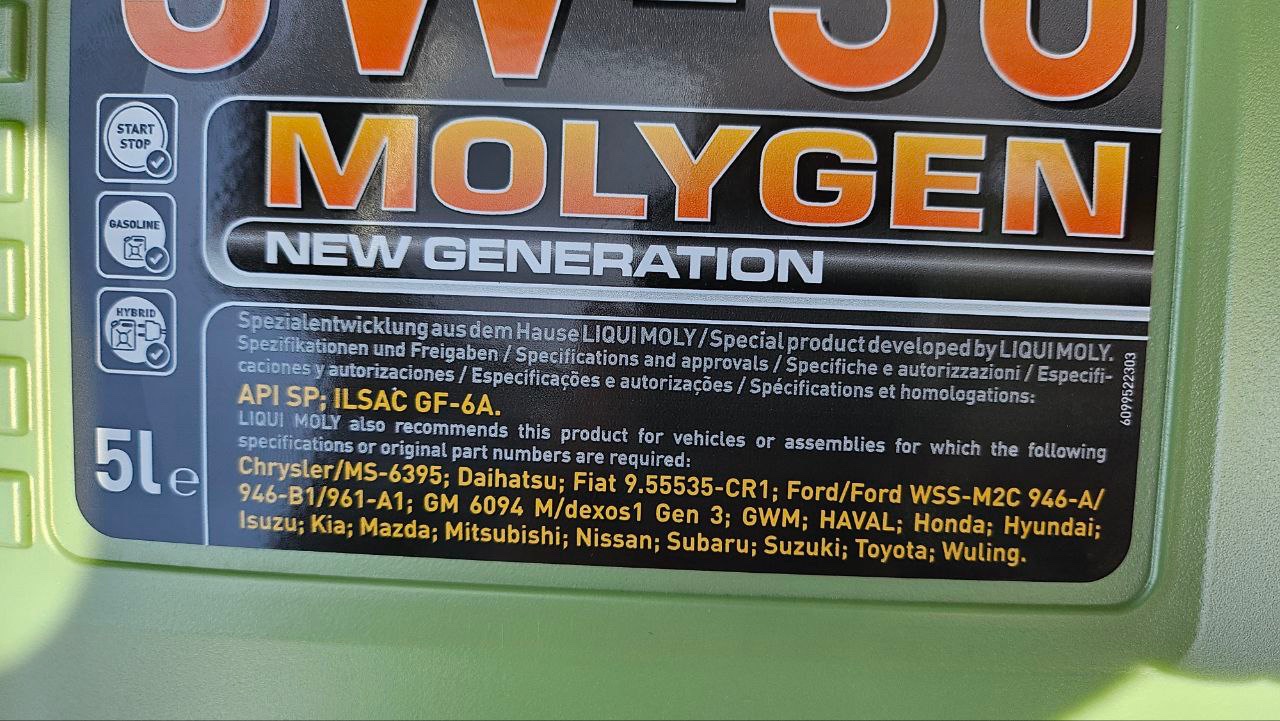 5W-30
START
STOP
GASOLINE
HYBRID
MOLYGEN
NEW GENERATION
Spezialentwicklung aus dem Hause LIQUI MOLY / Special product developed by LIQUI MOLY.
Spezifikationen und Freigaben / Specifications and approvals / Specifiche e autorizzazioni / Especifi-
caciones y autorizaciones / Especificações e autorizações / Spécifications et homologations:
API SP; ILSAC GF-6A.
LIQUI MOLY also recommends this product for vehicles or assemblies for which the following
specifications or original part numbers are required:
Chrysler/MS-6395; Daihatsu; Fiat 9.55535-CR1; Ford/Ford WSS-M2C 946-A/
946-B1/961-A1; GM 6094 M/dexos1 Gen 3; GWM; HAVAL; Honda; Hyundai;
Isuzu; Kia; Mazda; Mitsubishi; Nissan; Subaru; Suzuki; Toyota; Wuling.
5l e
6099522303